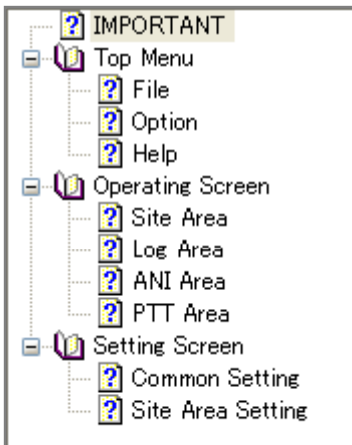 IMPORTANT
Top Menu
File
Option
Help
Operating Screen
Site Area
Log Area
ANI Area
PTT Area
Setting Screen
Common Setting
Site Area Setting